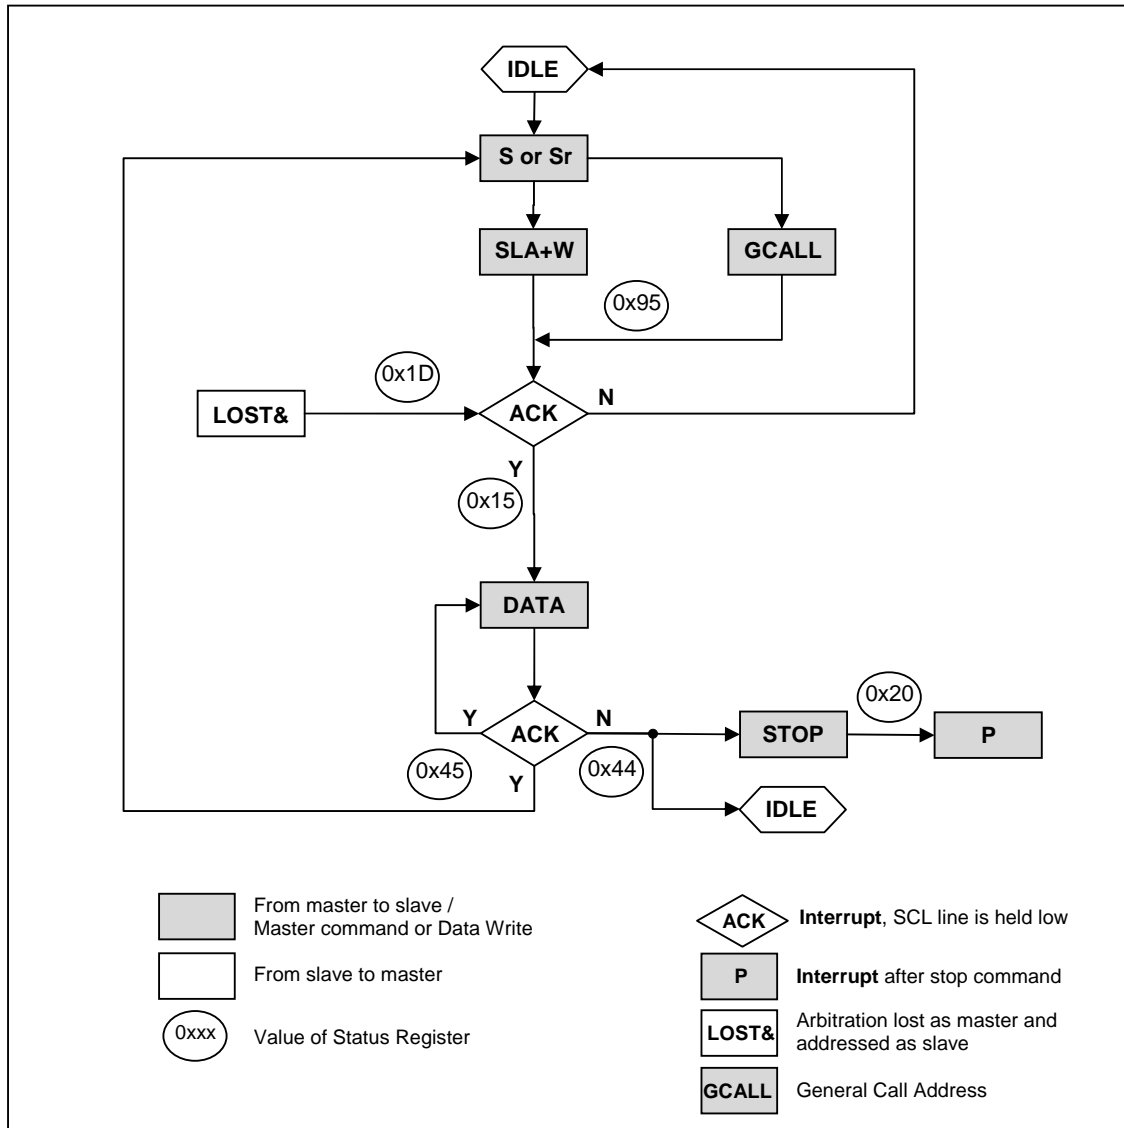 IDLE
S or Sr
SLA+W
GCALL
0x95
0x1D
LOST&
ACK
N
Y
0x15
DATA
Y
ACK
N
STOP
0x20
P
0x45
Y
0x44
IDLE
From master to slave /
Master command or Data Write
From slave to master
0xxx
Value of Status Register
ACK
Interrupt, SCL line is held low
P
Interrupt after stop command
LOST&
Arbitration lost as master and
addressed as slave
GCALL
General Call Address